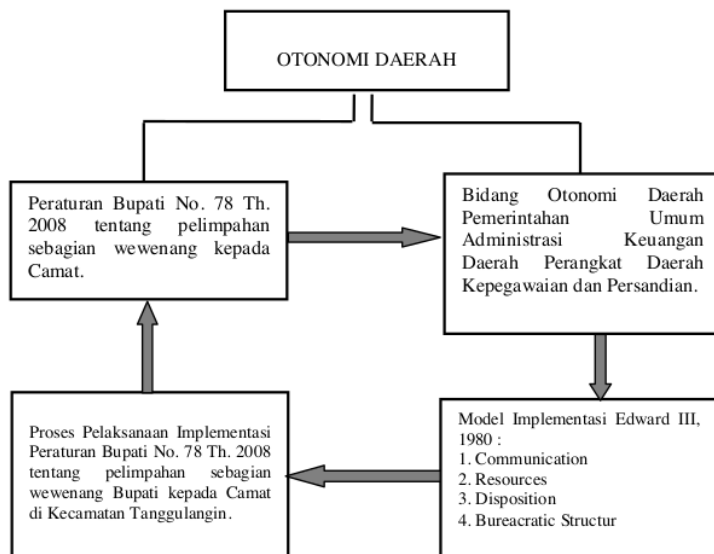 OTONOMI DAERAH
Peraturan Bupati No. 78 Th.
2008 tentang pelimpahan
sebagian wewenang kepada
Camat.
Bidang Otonomi Daerah
Pemerintahan Umum
Administrasi Keuangan
Daerah Perangkat Daerah
Kepegawaian dan Persandian.
Proses Pelaksanaan Implementasi
Peraturan Bupati No. 78 Th. 2008
tentang pelimpahan sebagian
wewenang Bupati kepada Camat
di Kecamatan Tanggulangin.
Model Implementasi Edward III,
1980 :
1. Communication
2. Resources
3. Disposition
4. Bureacratic Structur